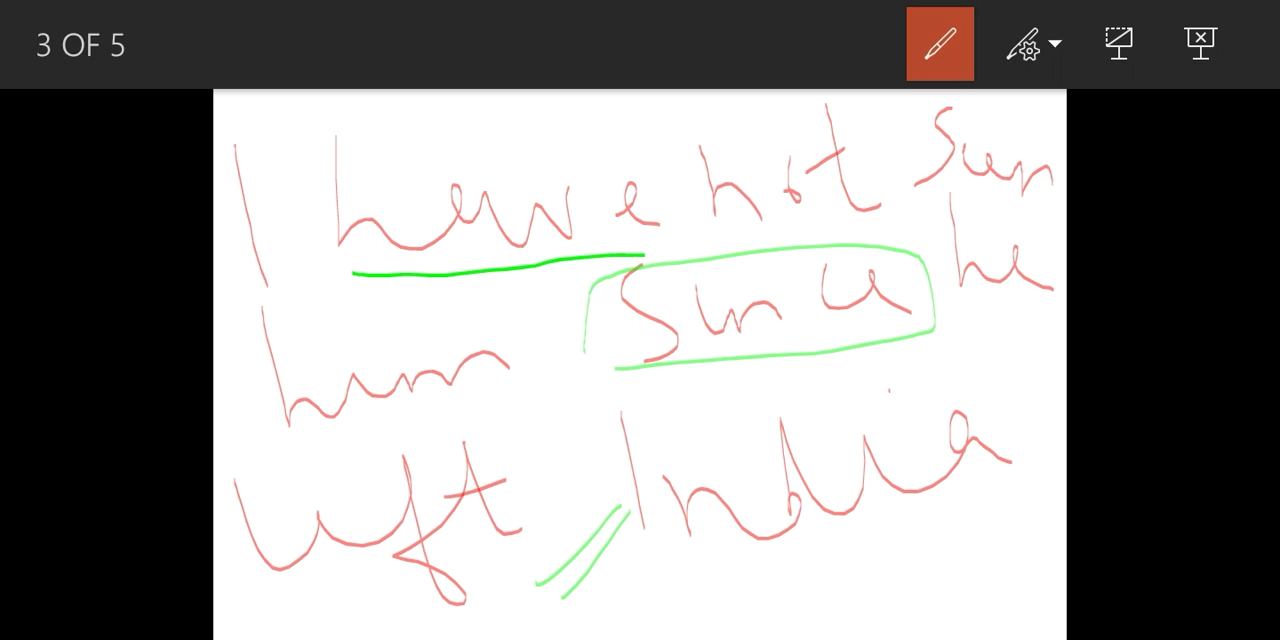 3 OF 5
I have not seen
him since he
left India